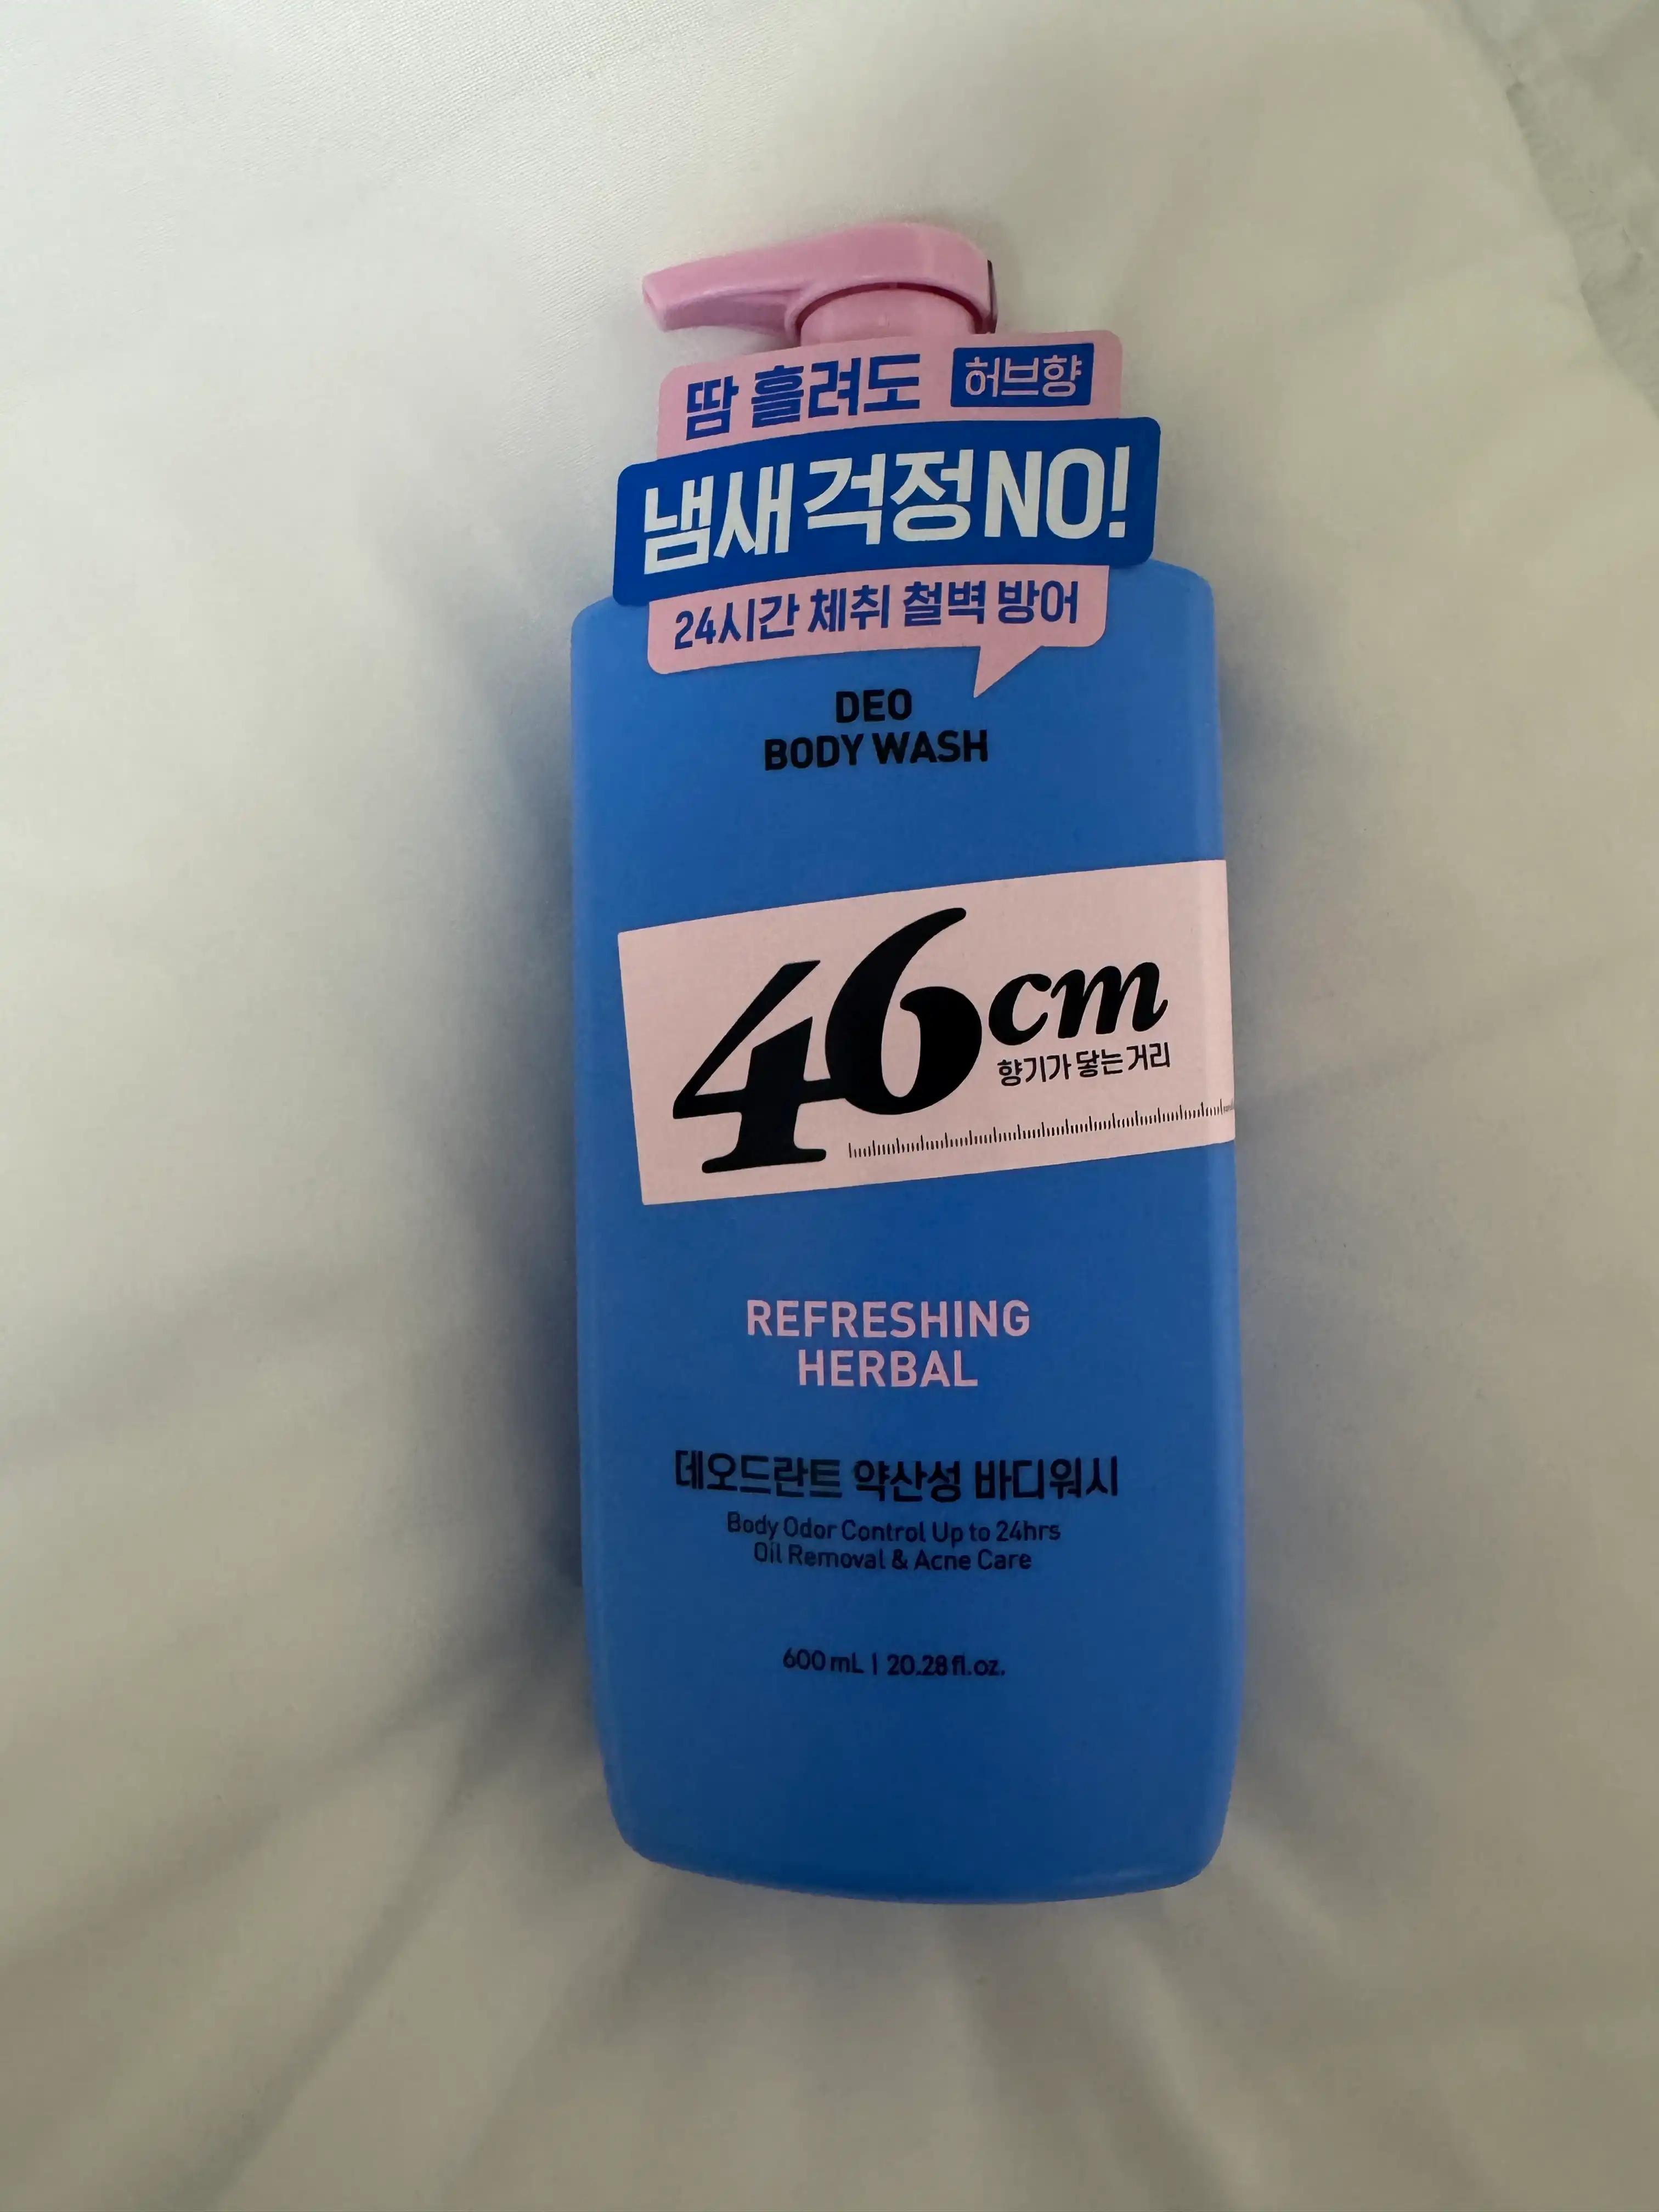 땀 흘려도 허브향
냄새 걱정 NO!
24시간 체취 철벽 방어
DEO
BODY WASH
46cm
향기가 닿는 거리
REFRESHING
HERBAL
데오드란트 약산성 바디워시
Body Odor Control Up to 24hrs
Oil Removal & Acne Care
600 mL | 20.28 fl. oz.